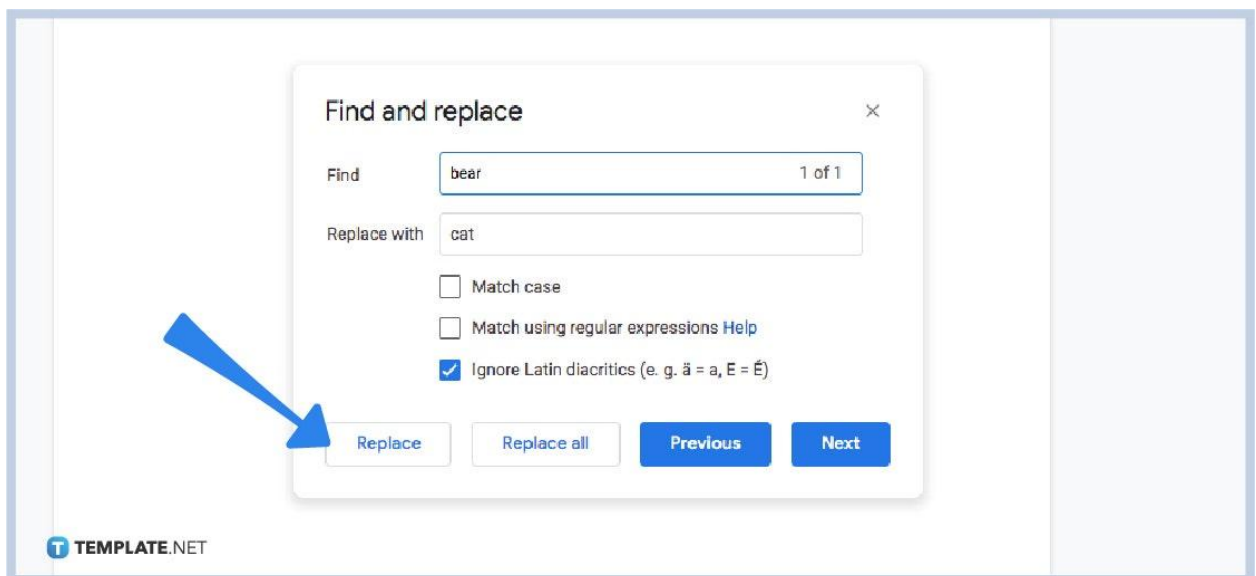 Find and replace
Find bear 1 of 1
Replace with cat
Match case
Match using regular expressions Help
Ignore Latin diacritics (e. g. ä = a, E = É)
Replace Replace all Previous Next
T TEMPLATE.NET